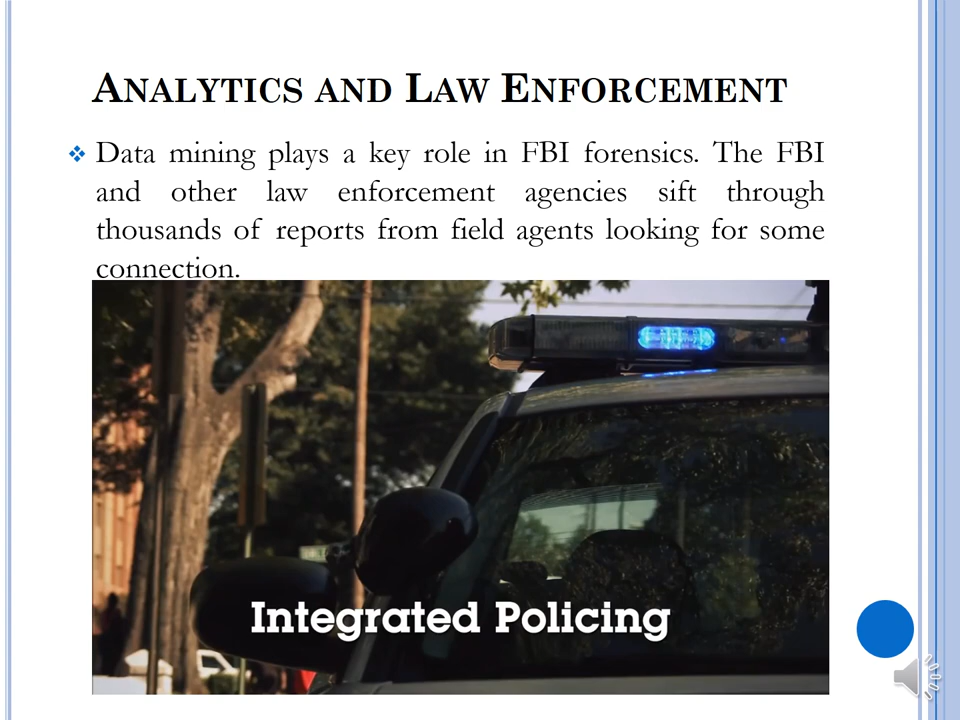 ANALYTICS AND LAW ENFORCEMENT
Data mining plays a key role in FBI forensics. The FBI
and other law enforcement agencies sift through
thousands of reports from field agents looking for some
connection.
Integrated Policing